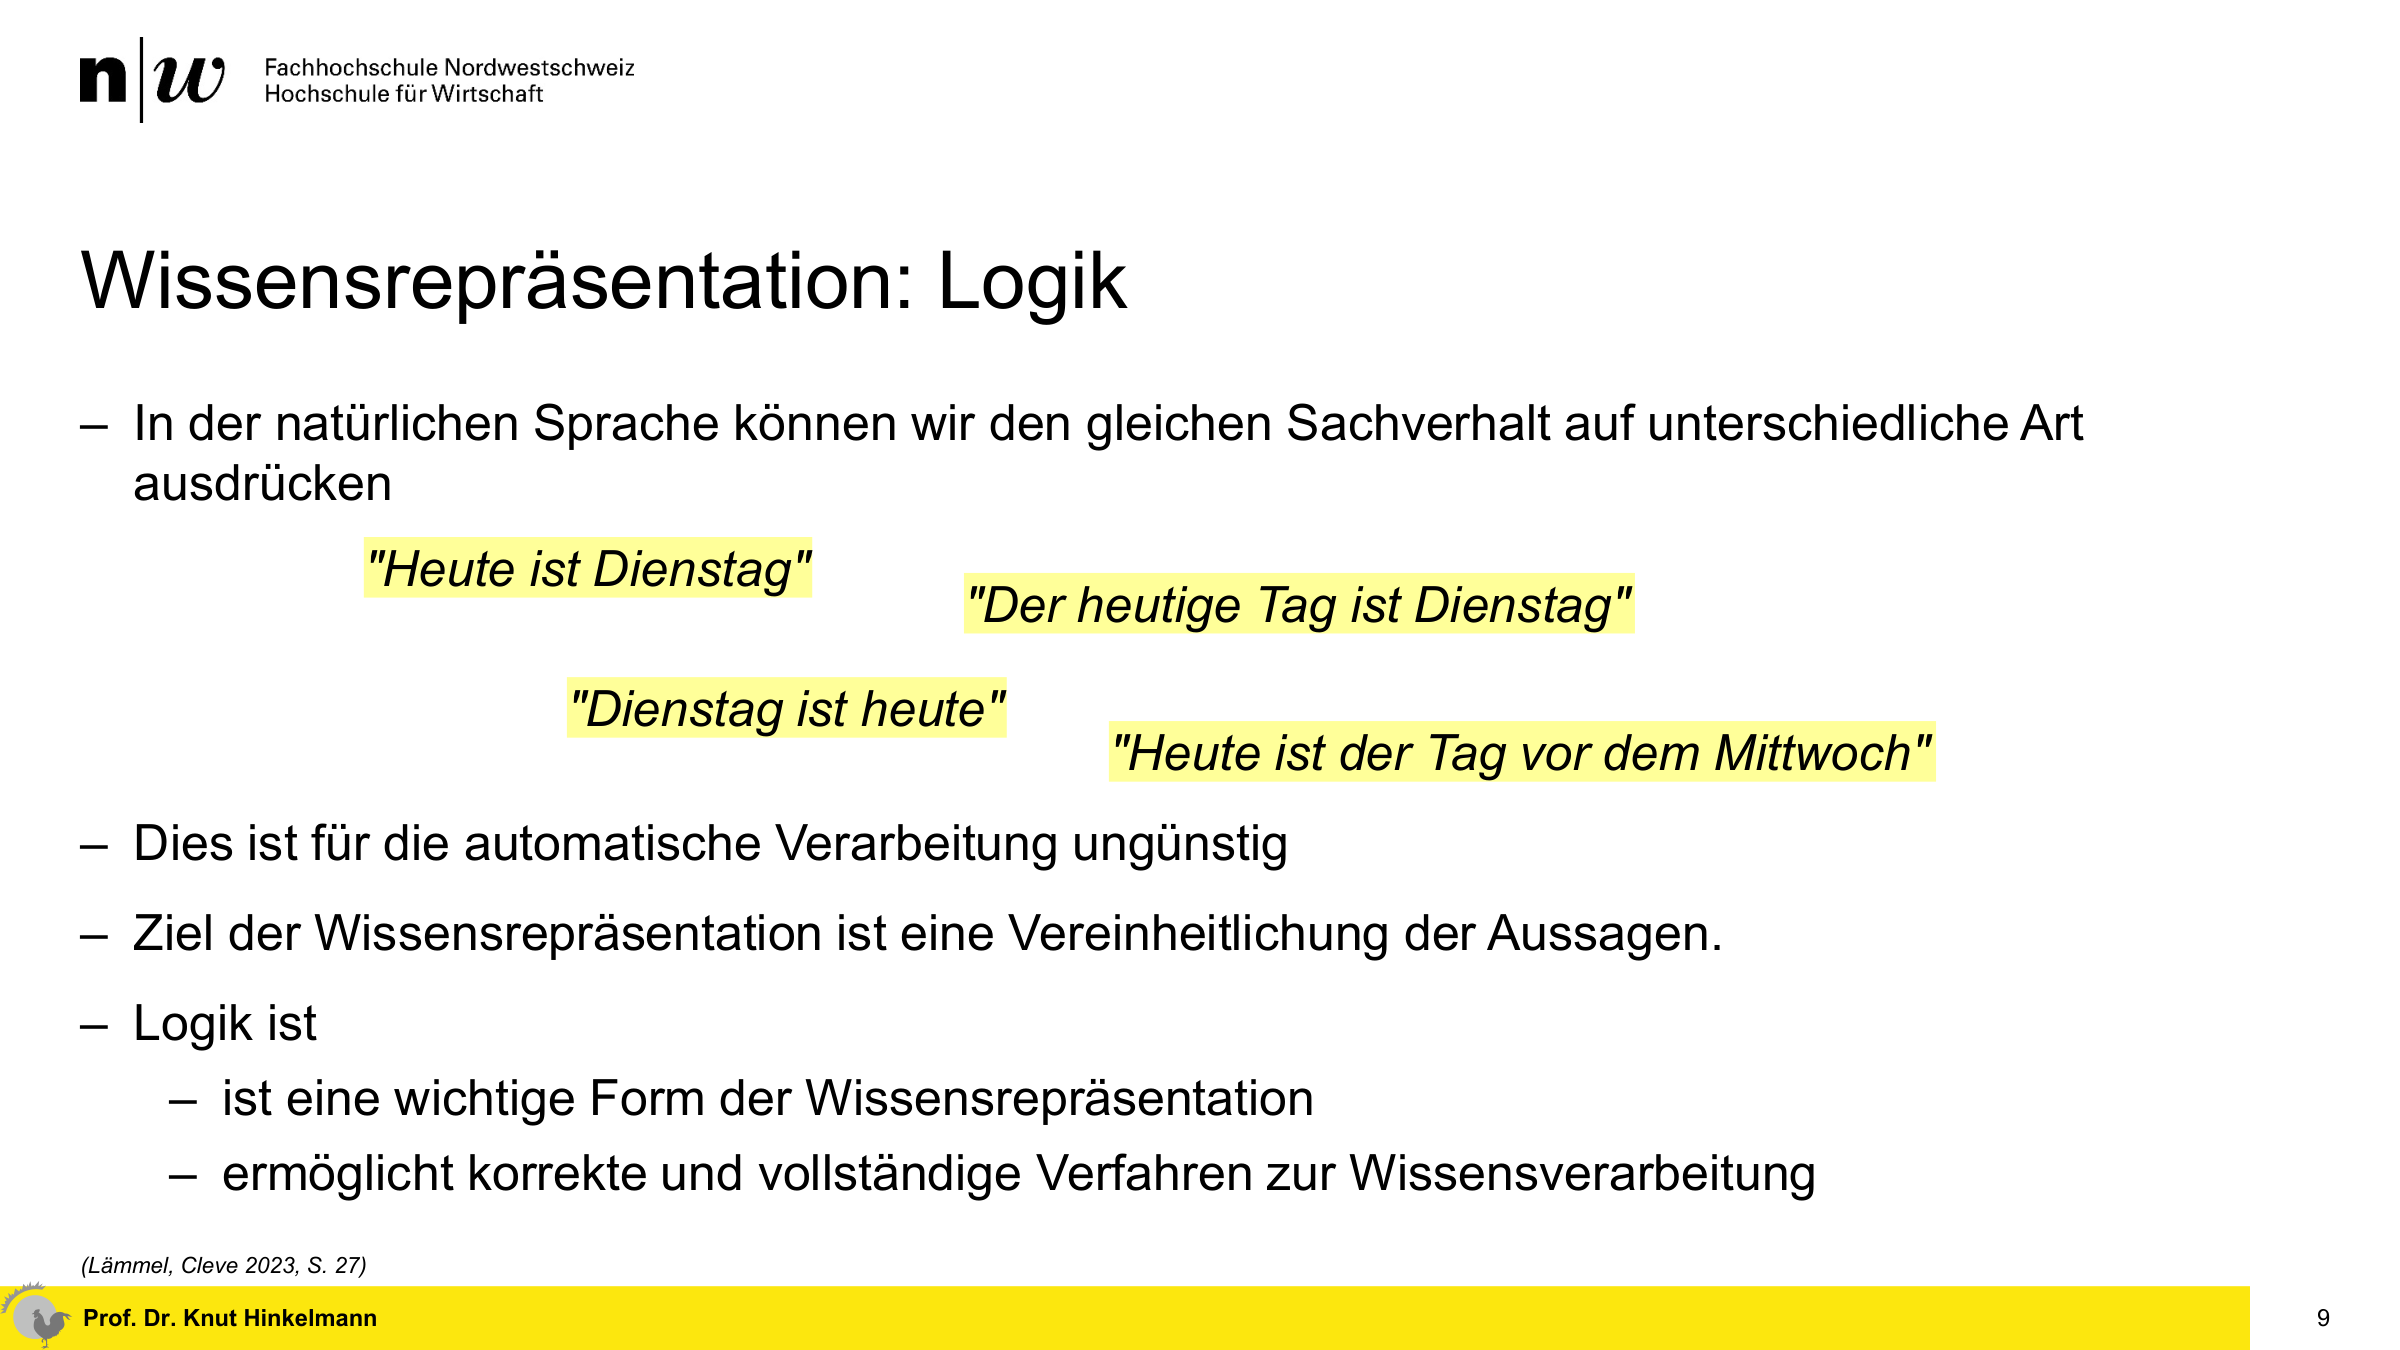 n|w Fachhochschule Nordwestschweiz
Hochschule für Wirtschaft
Wissensrepräsentation: Logik
– In der natürlichen Sprache können wir den gleichen Sachverhalt auf unterschiedliche Art
ausdrücken
"Heute ist Dienstag"
"Der heutige Tag ist Dienstag"
"Dienstag ist heute"
"Heute ist der Tag vor dem Mittwoch"
– Dies ist für die automatische Verarbeitung ungünstig
– Ziel der Wissensrepräsentation ist eine Vereinheitlichung der Aussagen.
– Logik ist
– ist eine wichtige Form der Wissensrepräsentation
– ermöglicht korrekte und vollständige Verfahren zur Wissensverarbeitung
(Lämmel, Cleve 2023, S. 27)
Prof. Dr. Knut Hinkelmann
9